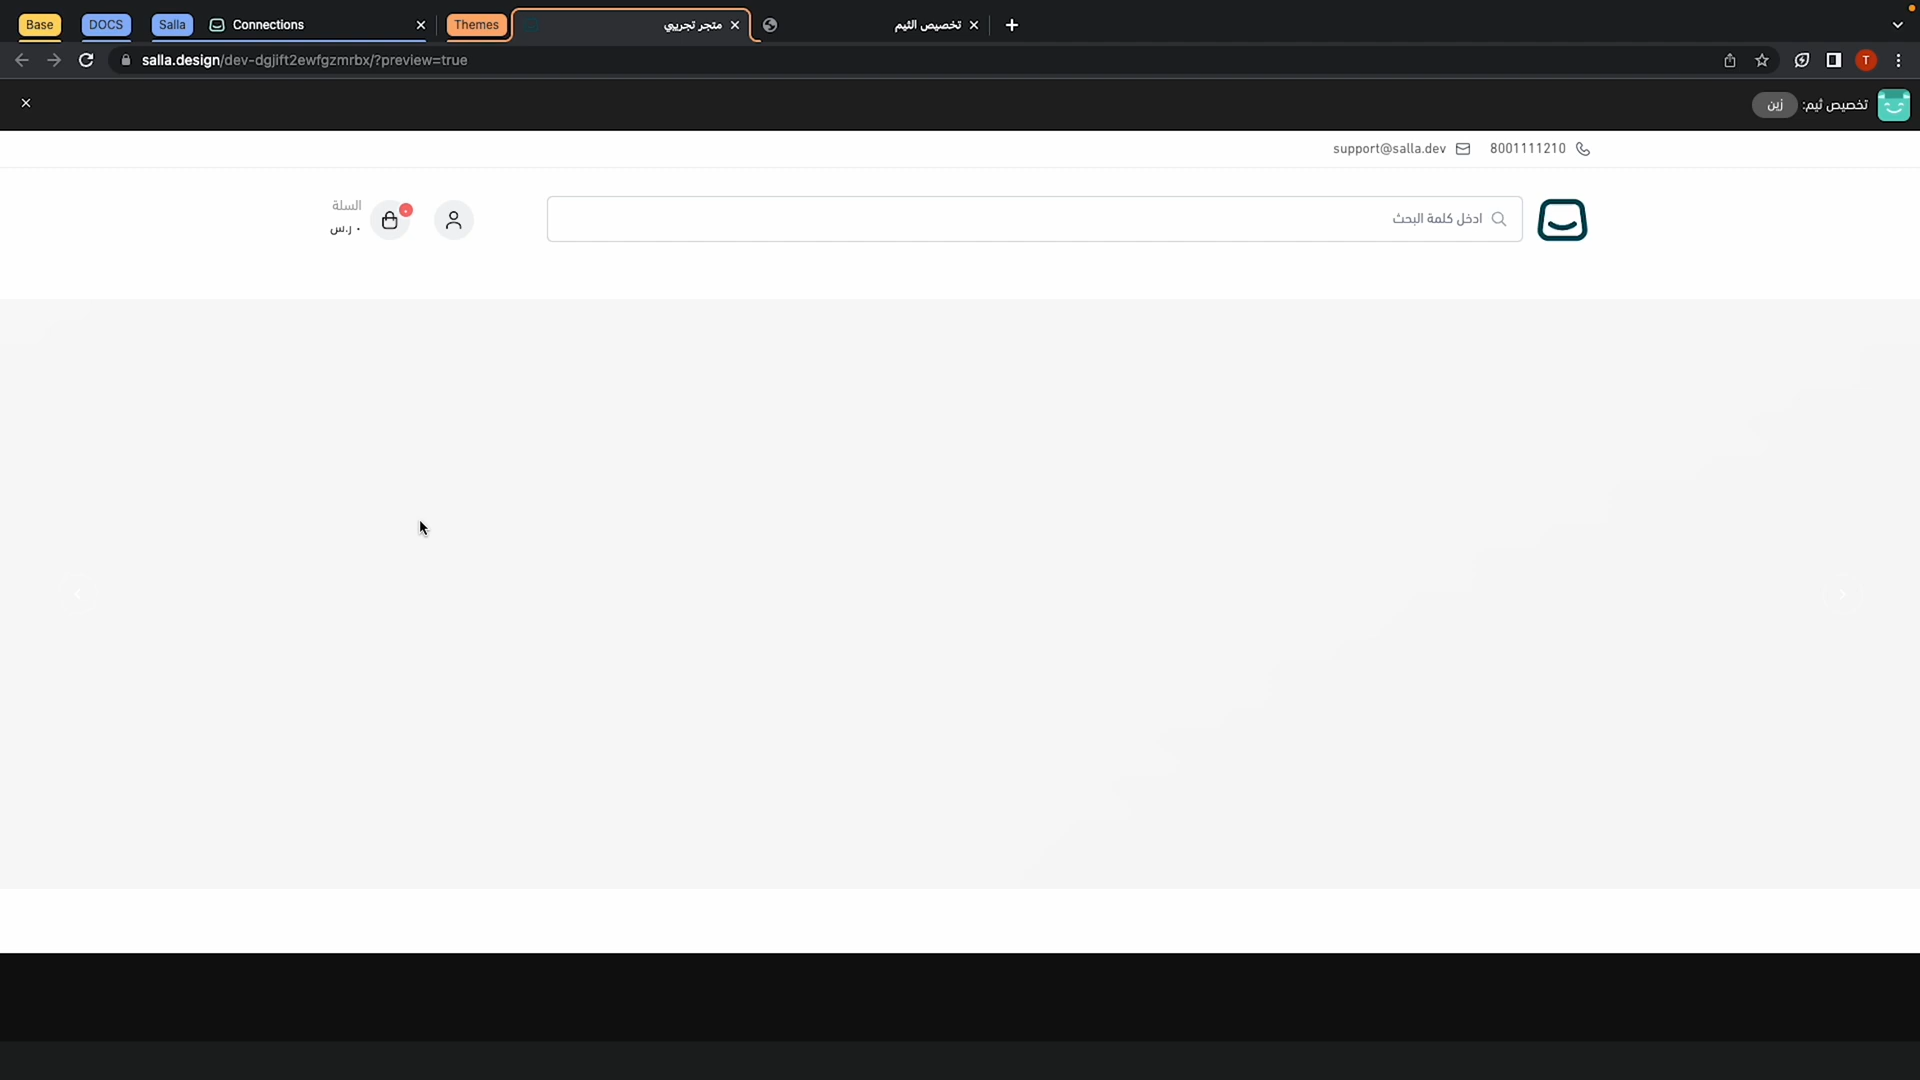 Base
DOCS
Salla
Connections
Themes
متجر تجريبي
تخصيص الثيم
salla.design/dev-dgjift2ewfgzmrbx/?preview=true
T
تخصيص ثيم:
زين
8001111210
support@salla.dev
ادخل كلمة البحث
السلة
٠ ر.س